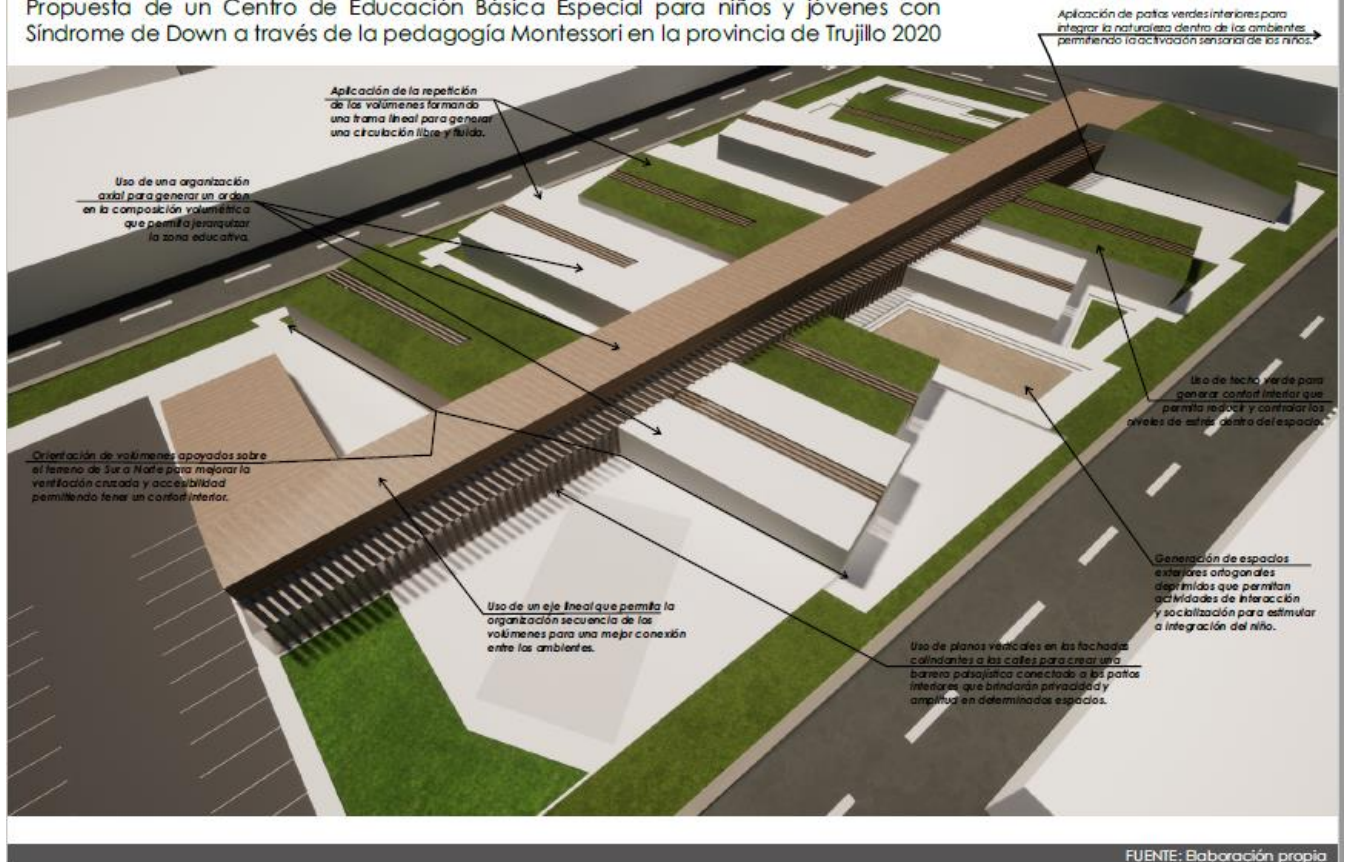 Propuesta de un Centro de Educación Básica Especial para niños y jóvenes con
Síndrome de Down a través de la pedagogía Montessori en la provincia de Trujillo 2020
Aplicación de patios verdes interiores para
integrar la naturaleza dentro de los ambientes
permitiendo la activación sensorial de los niños.
Aplicación de la repetición
de los volúmenes formando
una trama lineal para generar
una circulación libre y fluida.
Uso de una organización
axial para generar un orden
en la composición volumétrica
que permita jerarquizar
la zona educativa.
Uso de techo verde para
generar confort interior que
permita reducir y controlar los
niveles de estrés dentro del espacio.
Orientación de volúmenes apoyados sobre
el terreno de Sur a Norte para mejorar la
ventilación cruzada y accesibilidad
permitiendo tener un confort interior.
Generación de espacios
exteriores ortogonales
deprimidos que permitan
actividades de interacción
y socialización para estimular
a integración del niño.
Uso de un eje lineal que permita la
organización secuencia de los
volúmenes para una mejor conexión
entre los ambientes.
Uso de planos verticales en las fachadas
colindantes a las calles para crear una
barrera paisajística conectado a los patios
interiores que brindarán privacidad y
amplitud en determinados espacios.
FUENTE: Elaboración propia